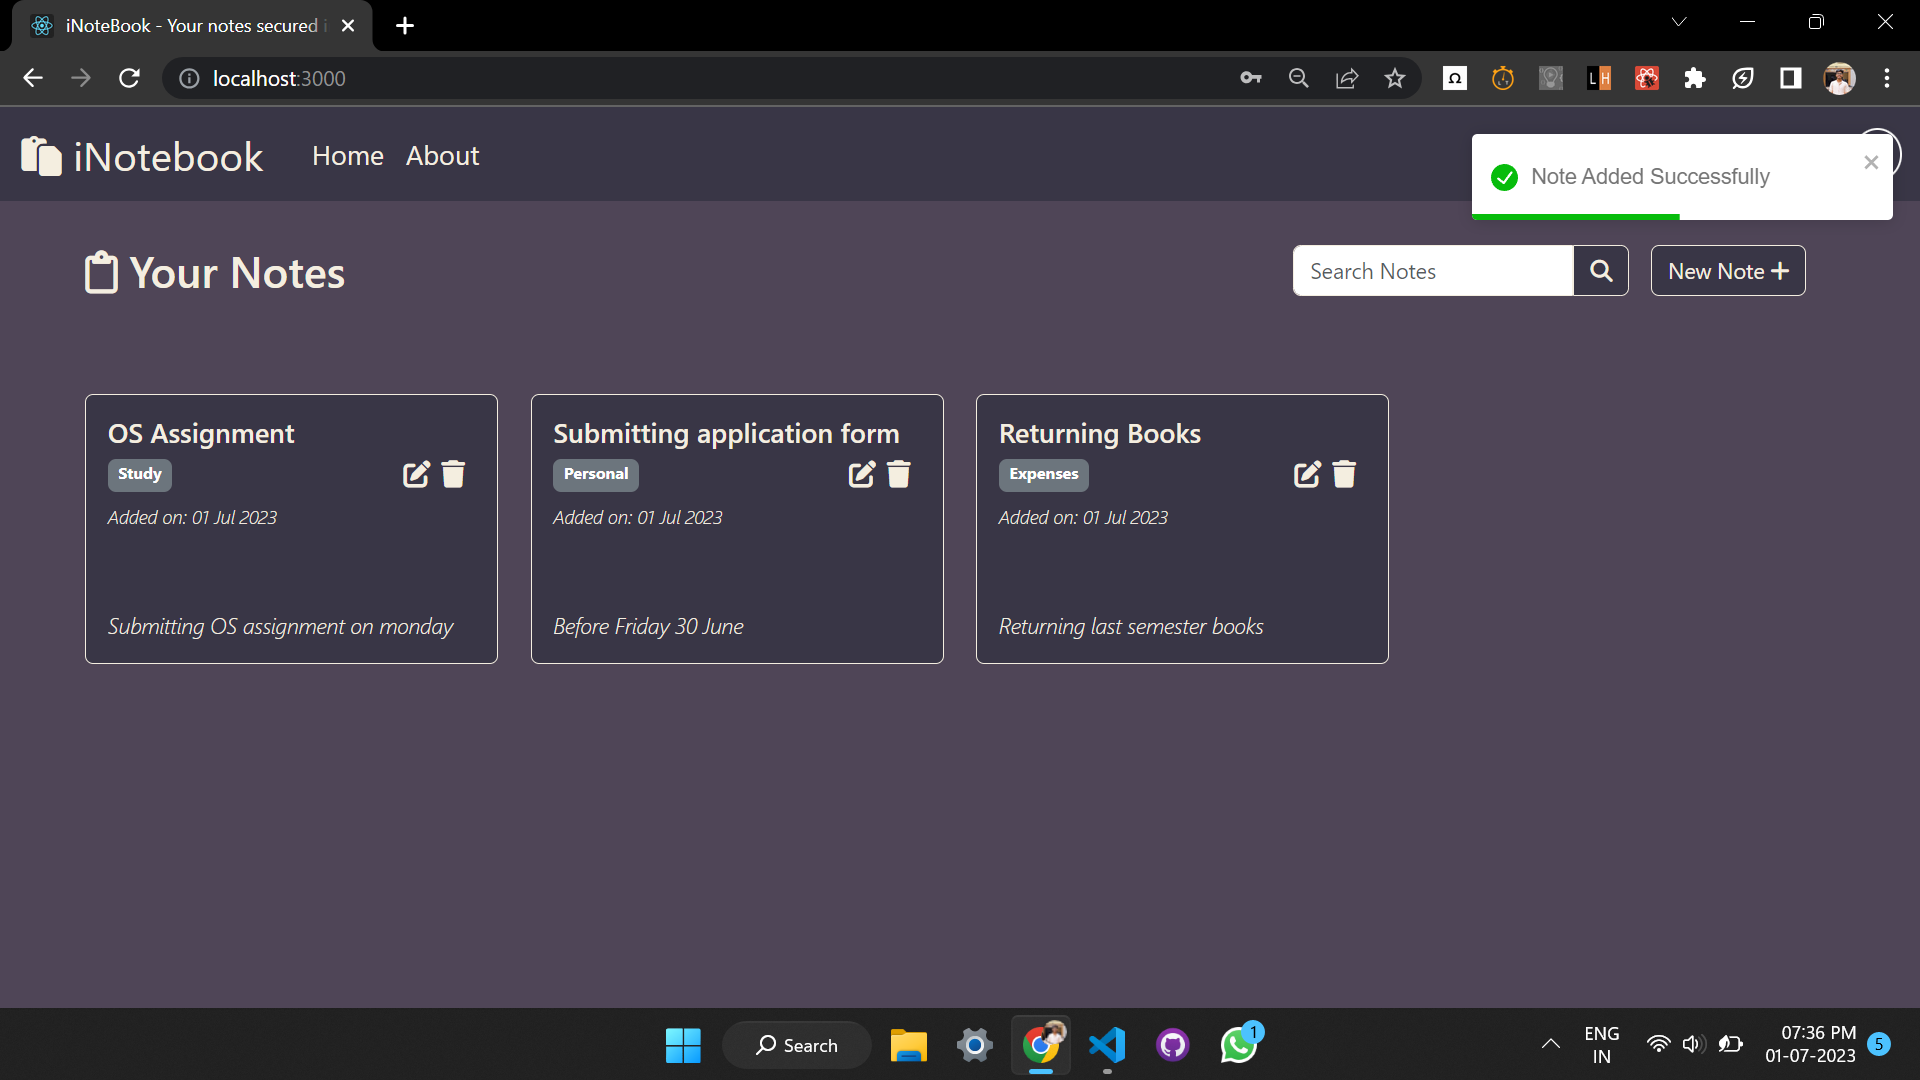 iNoteBook - Your notes secured i
localhost:3000
LH
iNotebook
Home
About
Note Added Successfully
Your Notes
Search Notes
New Note
OS Assignment
Study
Added on: 01 Jul 2023
Submitting OS assignment on monday
Submitting application form
Personal
Added on: 01 Jul 2023
Before Friday 30 June
Returning Books
Expenses
Added on: 01 Jul 2023
Returning last semester books
Search
1
ENG
IN
07:36 PM
01-07-2023
5